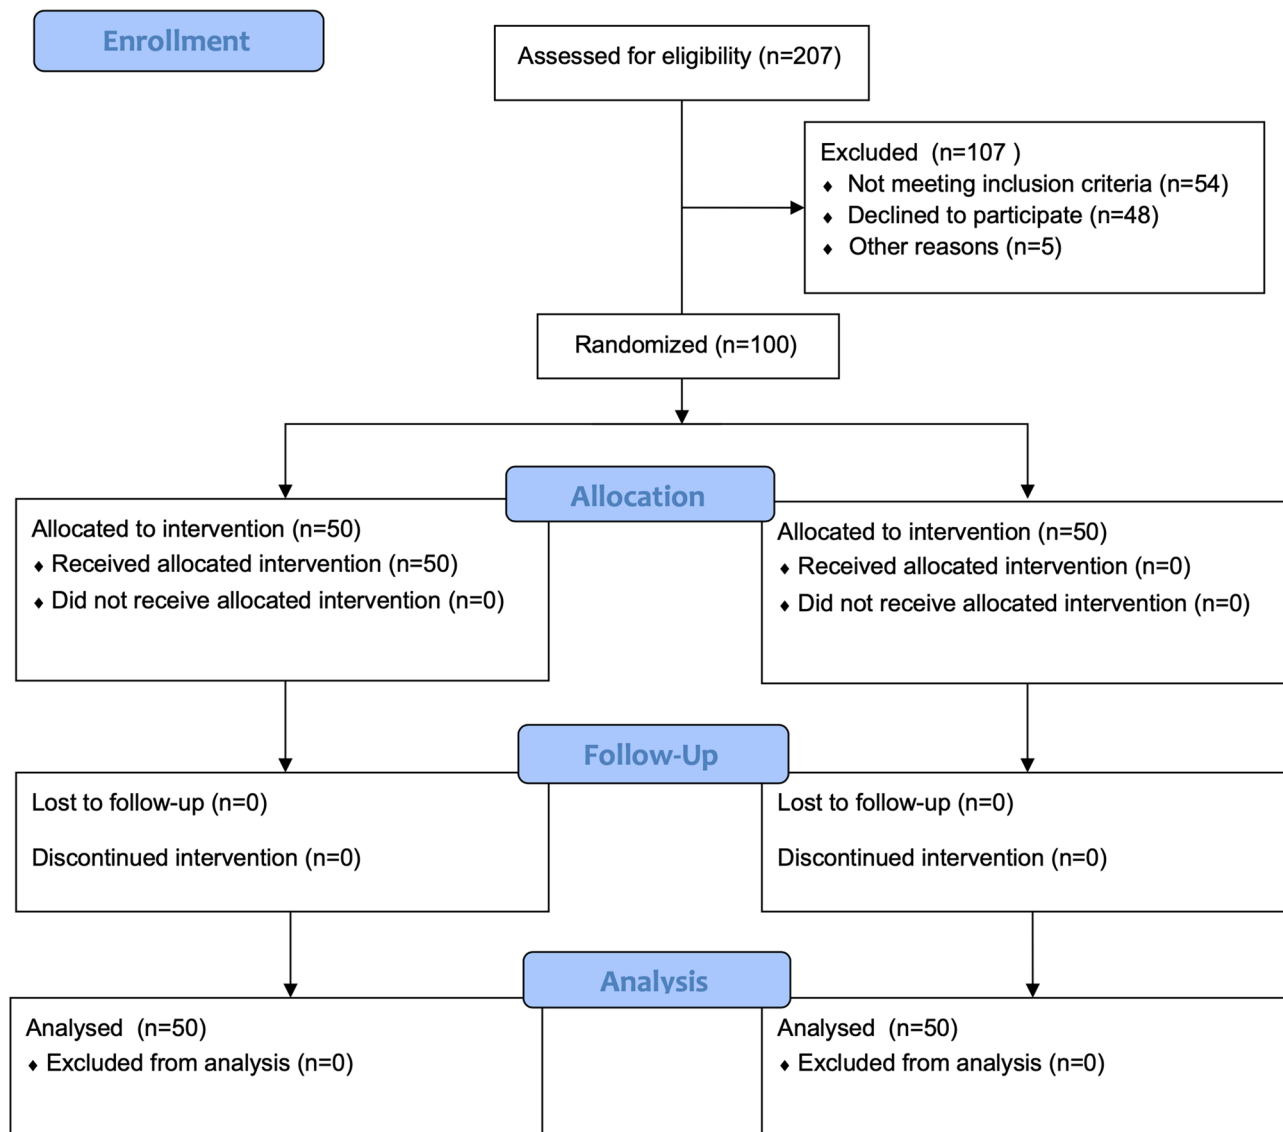 Enrollment
Assessed for eligibility (n=207)
Excluded (n=107 )
♦ Not meeting inclusion criteria (n=54)
♦ Declined to participate (n=48)
♦ Other reasons (n=5)
Randomized (n=100)
Allocation
Allocated to intervention (n=50)
♦ Received allocated intervention (n=50)
♦ Did not receive allocated intervention (n=0)
Allocated to intervention (n=50)
♦ Received allocated intervention (n=0)
♦ Did not receive allocated intervention (n=0)
Follow-Up
Lost to follow-up (n=0)
Discontinued intervention (n=0)
Lost to follow-up (n=0)
Discontinued intervention (n=0)
Analysis
Analysed (n=50)
♦ Excluded from analysis (n=0)
Analysed (n=50)
♦ Excluded from analysis (n=0)